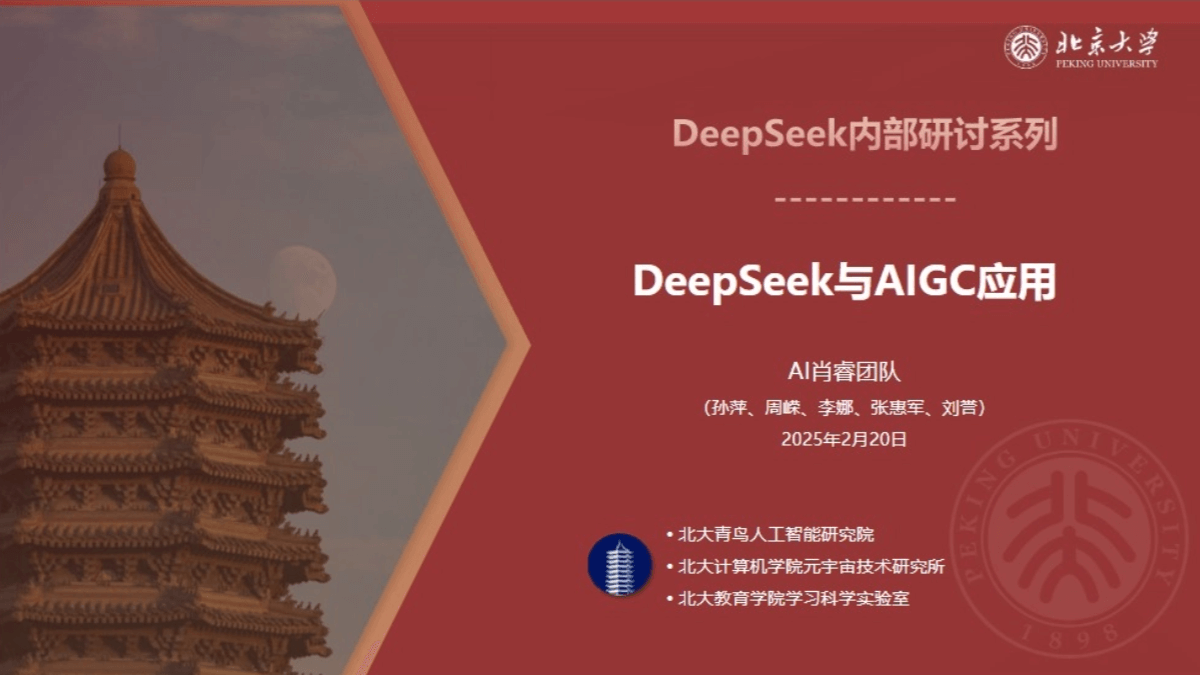 北京大学
PEKING UNIVERSITY
DeepSeek内部研讨系列
------------
DeepSeek与AIGC应用
AI肖睿团队
（孙萍、周嵘、李娜、张惠军、刘誉）
2025年2月20日
• 北大青鸟人工智能研究院
• 北大计算机学院元宇宙技术研究所
• 北大教育学院学习科学实验室
PEKING UNIVERSITY
1898